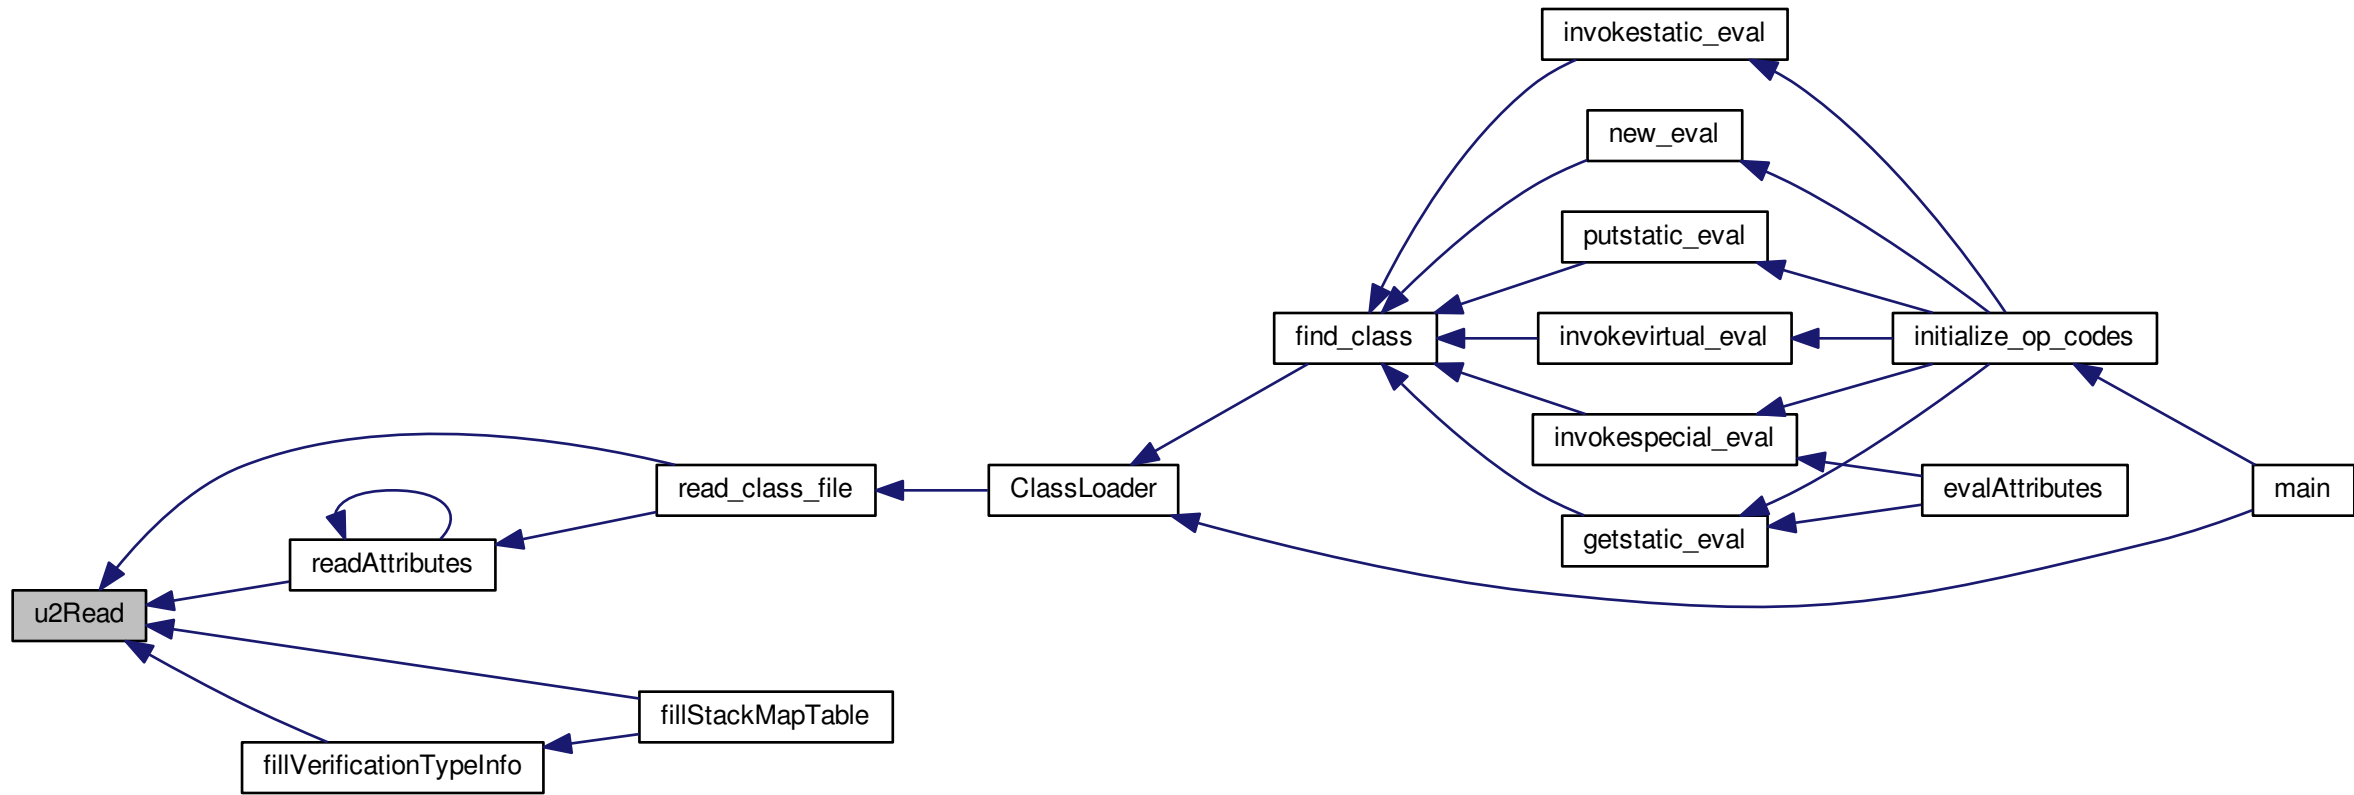 invokestatic_eval
new_eval
putstatic_eval
find_class
invokevirtual_eval
initialize_op_codes
invokespecial_eval
read_class_file
ClassLoader
evalAttributes
main
getstatic_eval
readAttributes
u2Read
fillStackMapTable
fillVerificationTypeInfo